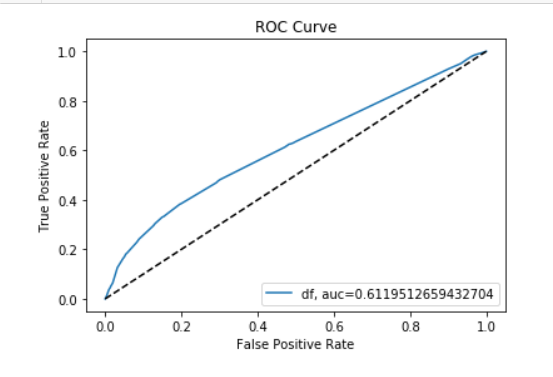 ROC Curve
1.0
0.8
0.6
0.4
0.2
0.0
True Positive Rate
df, auc=0.6119512659432704
0.0 0.2 0.4 0.6 0.8 1.0
False Positive Rate